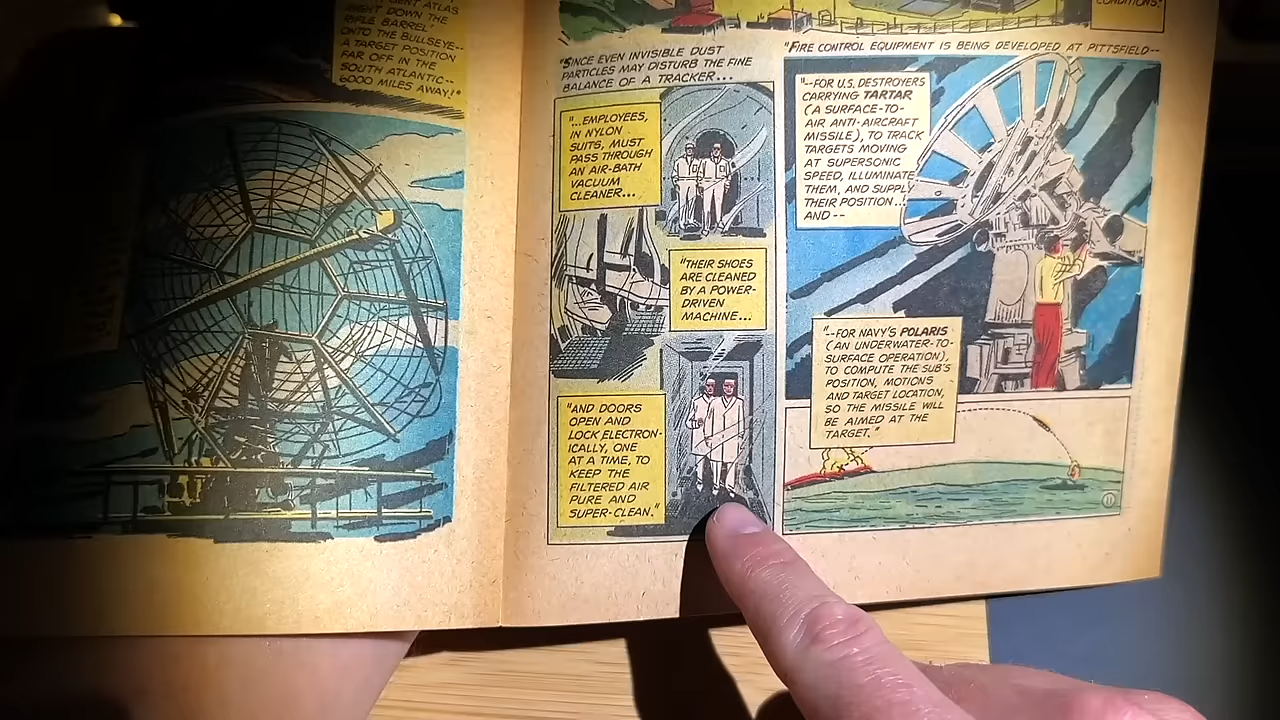 RIGHT DOWN THE
RIFLE BARREL'
ONTO THE BULLSEYE--
A TARGET POSITION
FAR OFF IN THE
SOUTH ATLANTIC--
6000 MILES AWAY!"
CONDITIONS."
"SINCE EVEN INVISIBLE DUST
PARTICLES MAY DISTURB THE FINE
BALANCE OF A TRACKER...
"...EMPLOYEES,
IN NYLON
SUITS, MUST
PASS THROUGH
AN AIR-BATH
VACUUM
CLEANER...
"THEIR SHOES
ARE CLEANED
BY A POWER-
DRIVEN
MACHINE...
"AND DOORS
OPEN AND
LOCK ELECTRON-
ICALLY, ONE
AT A TIME, TO
KEEP THE
FILTERED AIR
PURE AND
SUPER-CLEAN."
"FIRE CONTROL EQUIPMENT IS BEING DEVELOPED AT PITTSFIELD--
"--FOR U.S. DESTROYERS
CARRYING TARTAR
(A SURFACE-TO-
AIR ANTI-AIRCRAFT
MISSILE), TO TRACK
TARGETS MOVING
AT SUPERSONIC
SPEED, ILLUMINATE
THEM, AND SUPPLY
THEIR POSITION...
AND--
"--FOR NAVY'S POLARIS
(AN UNDERWATER-TO-
SURFACE OPERATION),
TO COMPUTE THE SUB'S
POSITION, MOTIONS
AND TARGET LOCATION,
SO THE MISSILE WILL
BE AIMED AT THE
TARGET."
11